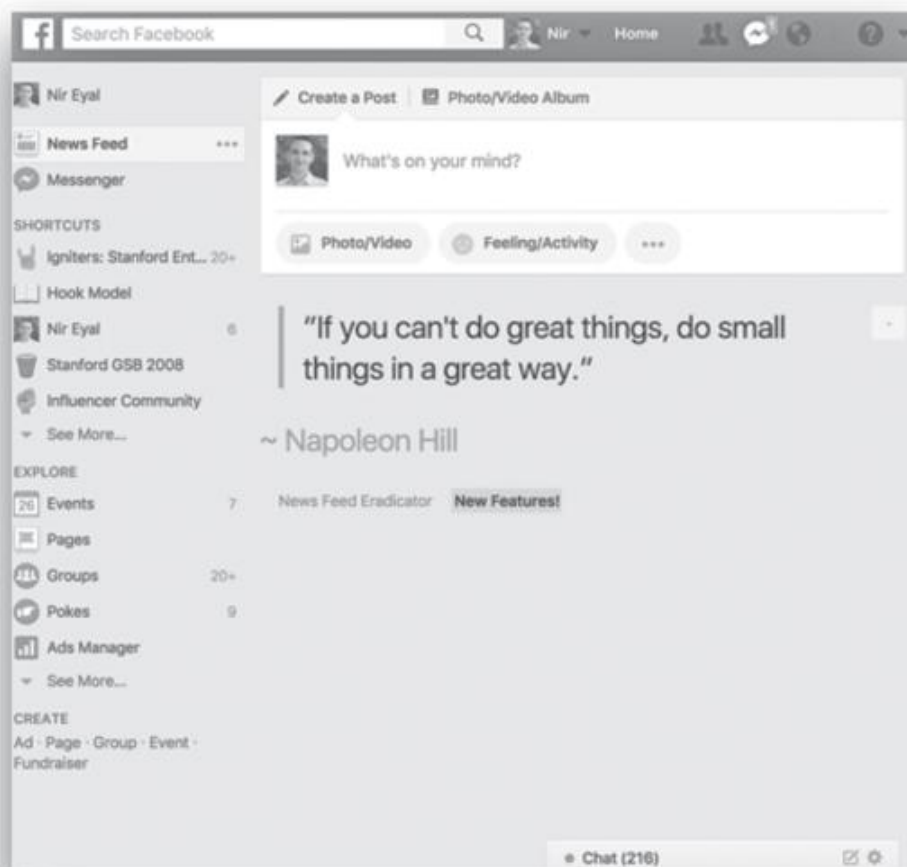 f Search Facebook Nir Home
Nir Eyal
News Feed
Messenger
SHORTCUTS
Igniters: Stanford Ent... 20+
Hook Model
Nir Eyal 6
Stanford GSB 2008
Influencer Community
See More...
EXPLORE
26 Events 7
Pages
Groups 20+
Pokes 9
Ads Manager
See More...
CREATE
Ad · Page · Group · Event ·
Fundraiser
Create a Post Photo/Video Album
What's on your mind?
Photo/Video Feeling/Activity
"If you can't do great things, do small
things in a great way."
~ Napoleon Hill
News Feed Eradicator New Features!
Chat (216)